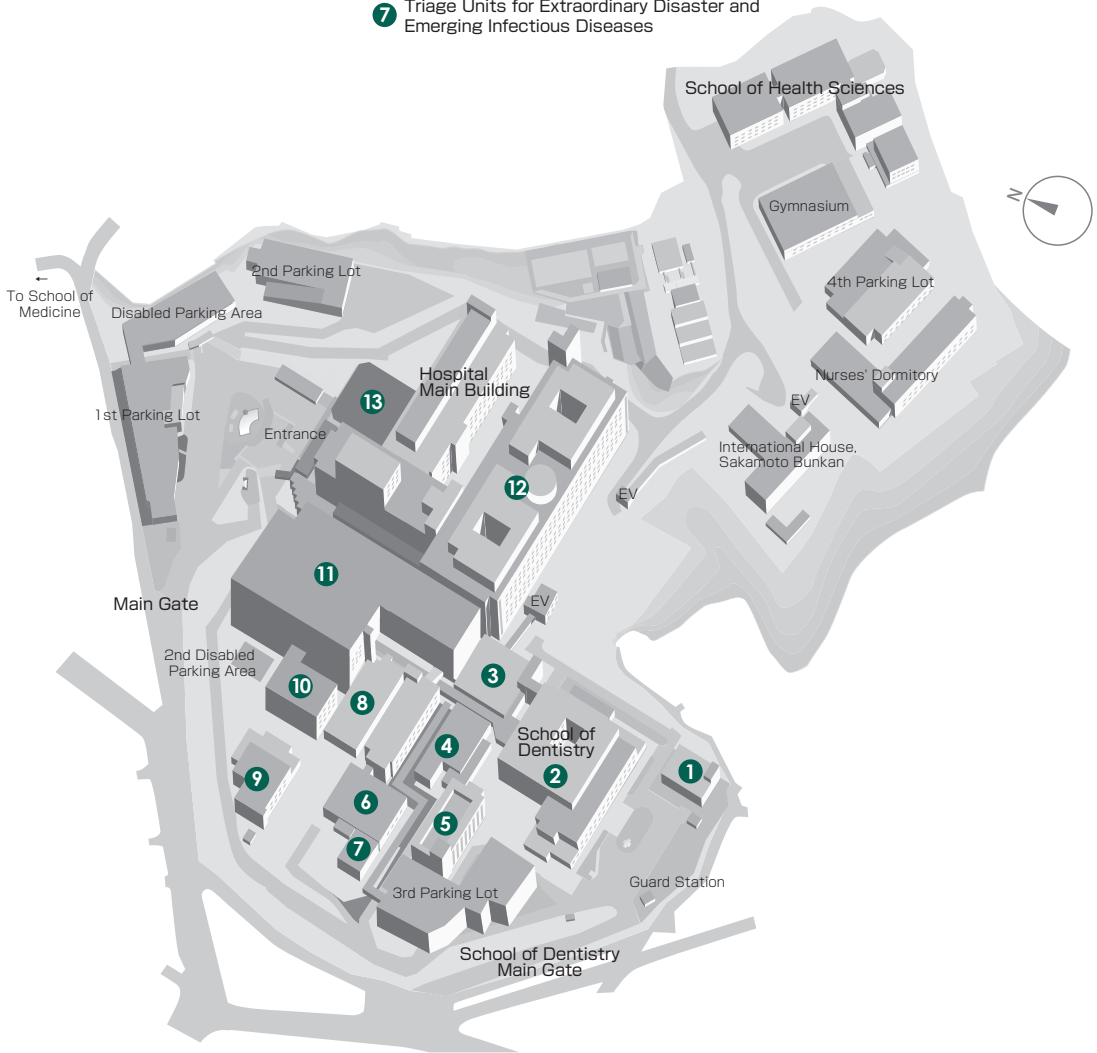 7 Triage Units for Extraordinary Disaster and
Emerging Infectious Diseases
School of Health Sciences
N
Gymnasium
2nd Parking Lot
4th Parking Lot
To School of
Medicine
Disabled Parking Area
Hospital
Main Building
Nurses' Dormitory
13
EV
1st Parking Lot
Entrance
International House,
Sakamoto Bunkan
12
EV
11
Main Gate
EV
2nd Disabled
Parking Area
3
10
8
School of
Dentistry
4
2
1
9
6
5
7
Guard Station
3rd Parking Lot
School of Dentistry
Main Gate